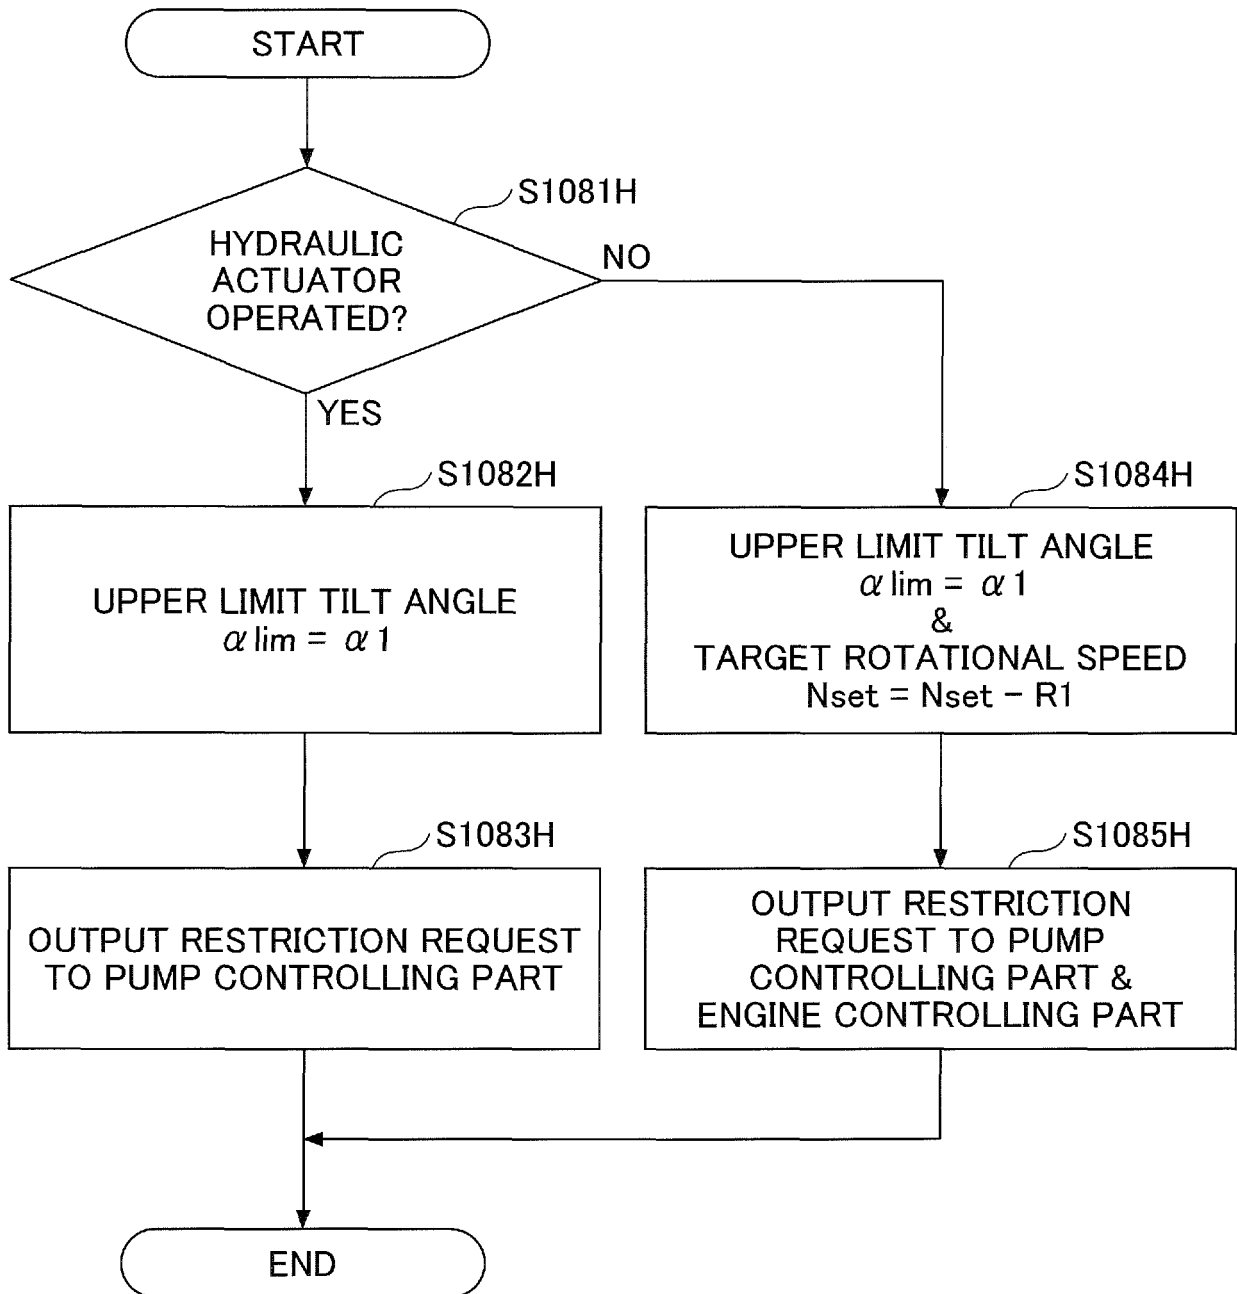 START
S1081H
HYDRAULIC
ACTUATOR
OPERATED?
NO
YES
S1082H
UPPER LIMIT TILT ANGLE
α lim = α 1
S1083H
OUTPUT RESTRICTION REQUEST
TO PUMP CONTROLLING PART
S1084H
UPPER LIMIT TILT ANGLE
α lim = α 1
&
TARGET ROTATIONAL SPEED
Nset = Nset − R1
S1085H
OUTPUT RESTRICTION
REQUEST TO PUMP
CONTROLLING PART &
ENGINE CONTROLLING PART
END